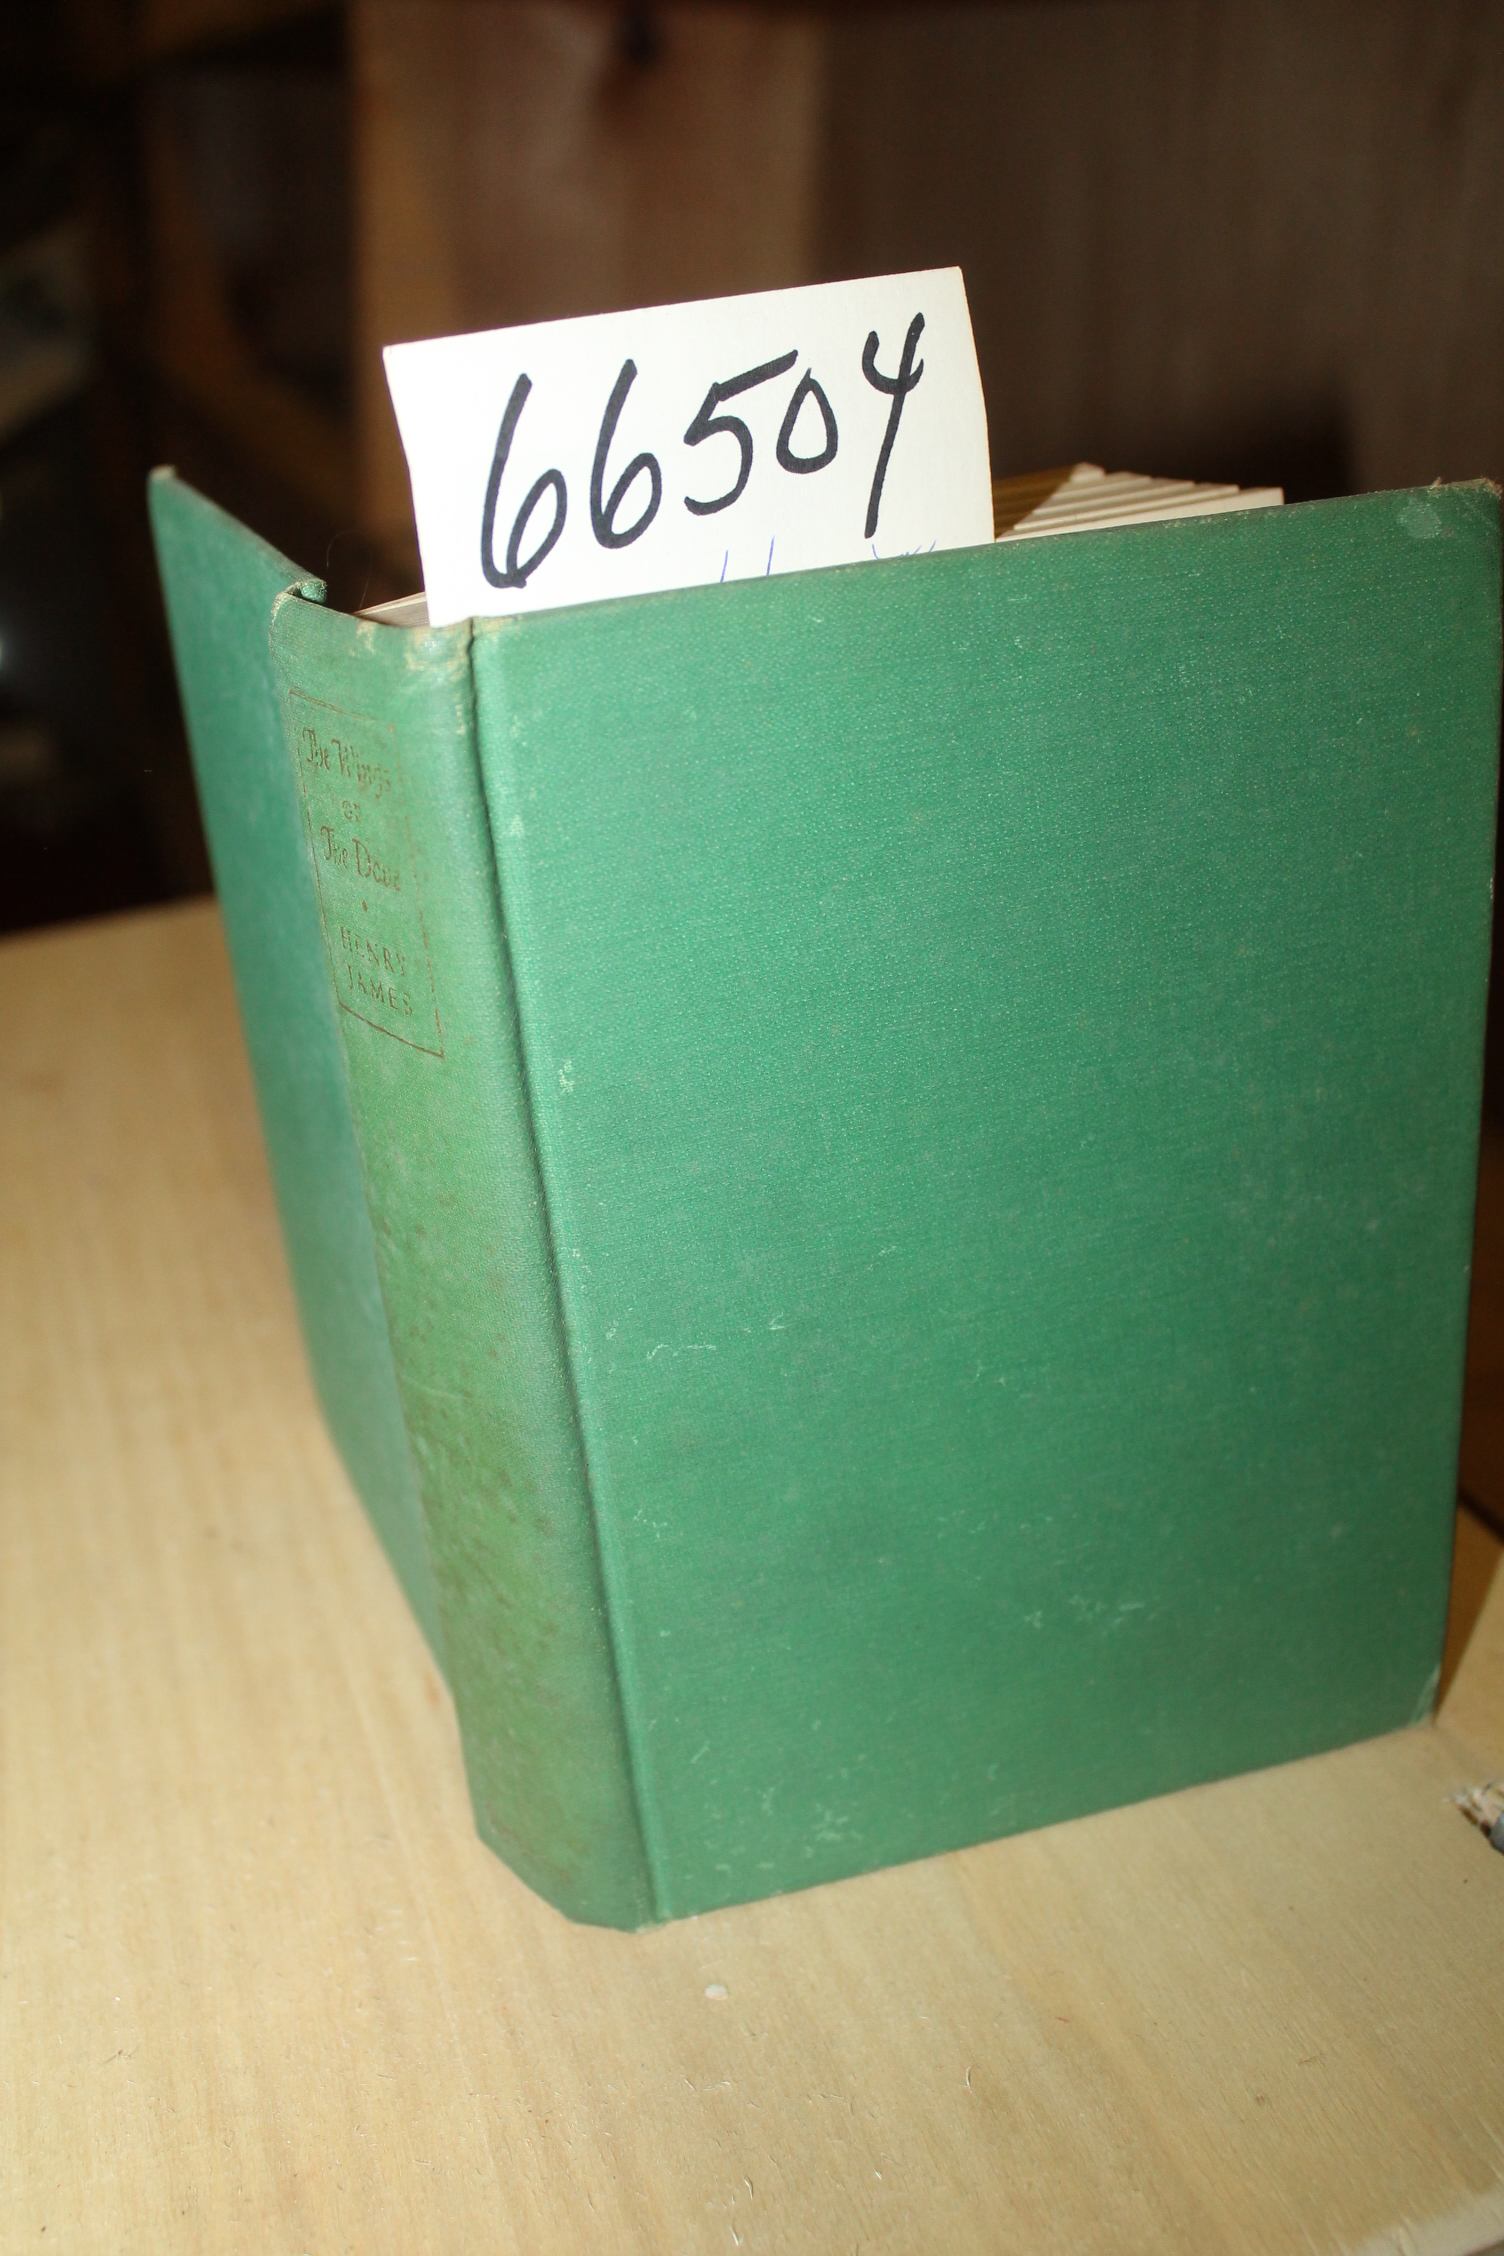 66504
The Wings
OF
The Dove
HENRY
JAMES